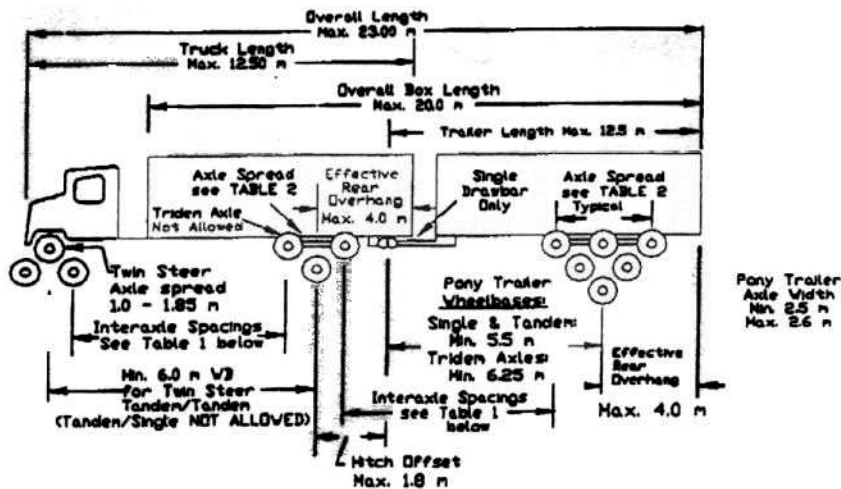 Overall Length
Max. 23.00 m
Truck Length
Max. 12.50 m
Overall Box Length
Max. 20.0 m
Trailer Length Max. 12.5 m
Axle Spread
see TABLE 2
Effective
Rear
Overhang
Max. 4.0 m
Single
Drawbar
Only
Axle Spread
see TABLE 2
Typical
Triden Axle
Not Allowed
Twin Steer
Axle spread
1.0 - 1.85 m
Interaxle Spacings
See Table 1 below
Min. 6.0 m WB
for Twin Steer
Tandem/Tandem
(Tandem/Single NOT ALLOWED)
Pony Trailer
Wheelbases:
Single & Tandem:
Min. 5.5 m
Tridem Axles:
Min. 6.25 m
Interaxle Spacings
see Table 1
below
Hitch Offset
Max. 1.8 m
Effective
Rear
Overhang
Max. 4.0 m
Pony Trailer
Axle Width
Min. 2.5 m
Max. 2.6 m